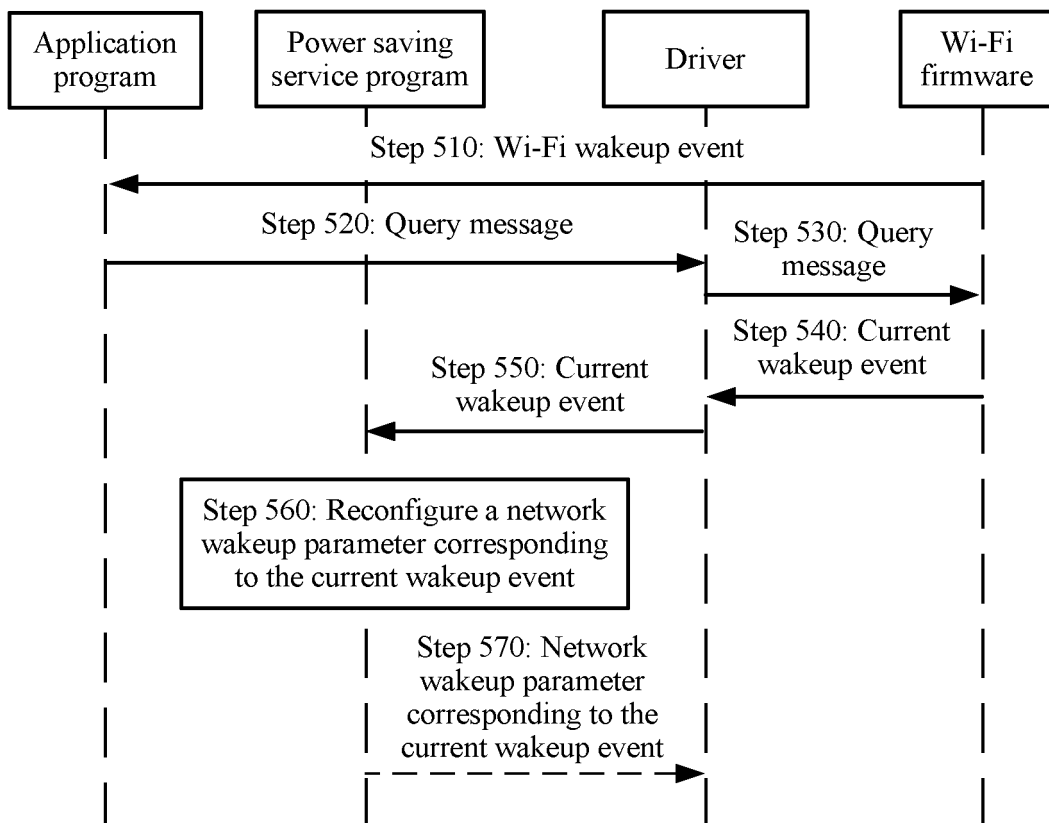 Application
program
Power saving
service program
Driver
Wi-Fi
firmware
Step 510: Wi-Fi wakeup event
Step 520: Query message
Step 530: Query
message
Step 540: Current
wakeup event
Step 550: Current
wakeup event
Step 560: Reconfigure a network
wakeup parameter corresponding
to the current wakeup event
Step 570: Network
wakeup parameter
corresponding to the
current wakeup event